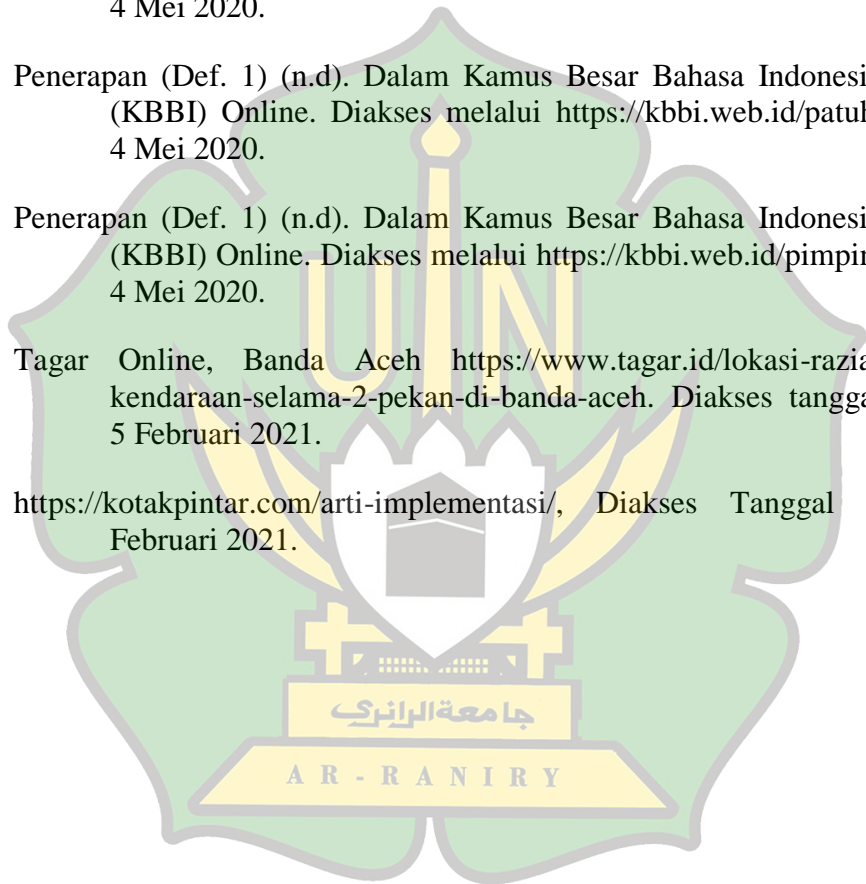 4 Mei 2020.
Penerapan (Def. 1) (n.d). Dalam Kamus Besar Bahasa Indonesi
(KBBI) Online. Diakses melalui https://kbbi.web.id/patuh
4 Mei 2020.
Penerapan (Def. 1) (n.d). Dalam Kamus Besar Bahasa Indonesi
(KBBI) Online. Diakses melalui https://kbbi.web.id/pimpin
4 Mei 2020.
Tagar Online, Banda Aceh https://www.tagar.id/lokasi-razia
kendaraan-selama-2-pekan-di-banda-aceh. Diakses tangga
5 Februari 2021.
https://kotakpintar.com/arti-implementasi/, Diakses Tanggal
Februari 2021.
UIN
جامعة الرانري
AR-RANIRY